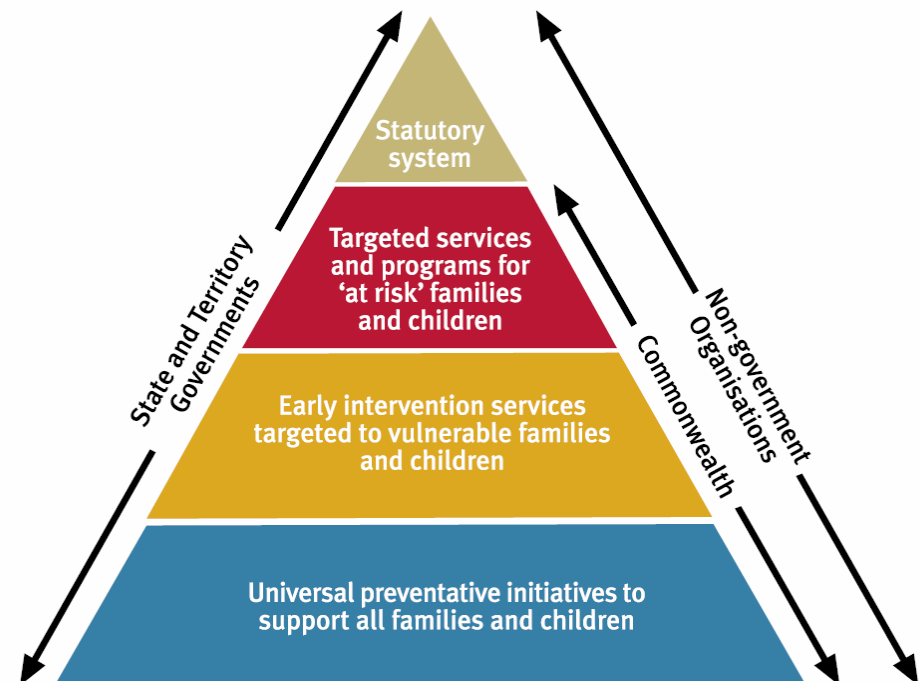 Statutory
system
Targeted services
and programs for
‘at risk’ families
and children
Early intervention services
targeted to vulnerable families
and children
Universal preventative initiatives to
support all families and children
State and Territory
Governments
Commonwealth
Non-government
Organisations